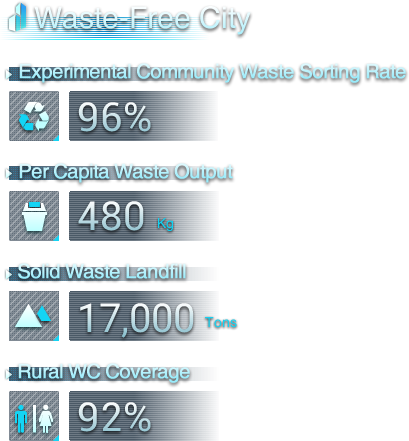 Waste-Free City
Experimental Community Waste Sorting Rate
96%
Per Capita Waste Output
480 Kg
Solid Waste Landfill
17,000 Tons
Rural WC Coverage
92%